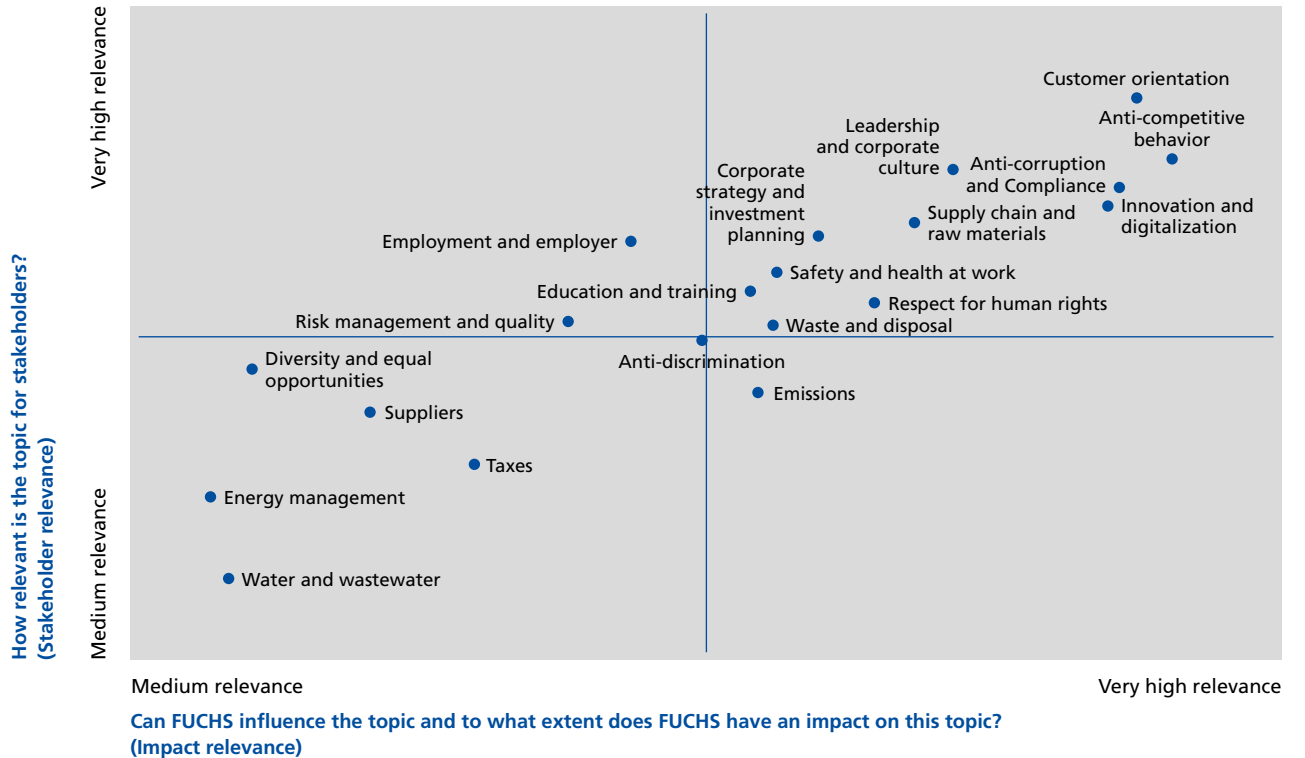 Very high relevance
Customer orientation
Anti-competitive
behavior
Leadership
and corporate
culture
Anti-corruption
and Compliance
Corporate
strategy and
investment
planning
Innovation and
digitalization
Supply chain and
raw materials
Employment and employer
Safety and health at work
Education and training
Respect for human rights
Risk management and quality
Waste and disposal
Anti-discrimination
Diversity and equal
opportunities
Emissions
Suppliers
Taxes
Energy management
Water and wastewater
How relevant is the topic for stakeholders?
(Stakeholder relevance)
Medium relevance
Medium relevance
Very high relevance
Can FUCHS influence the topic and to what extent does FUCHS have an impact on this topic?
(Impact relevance)